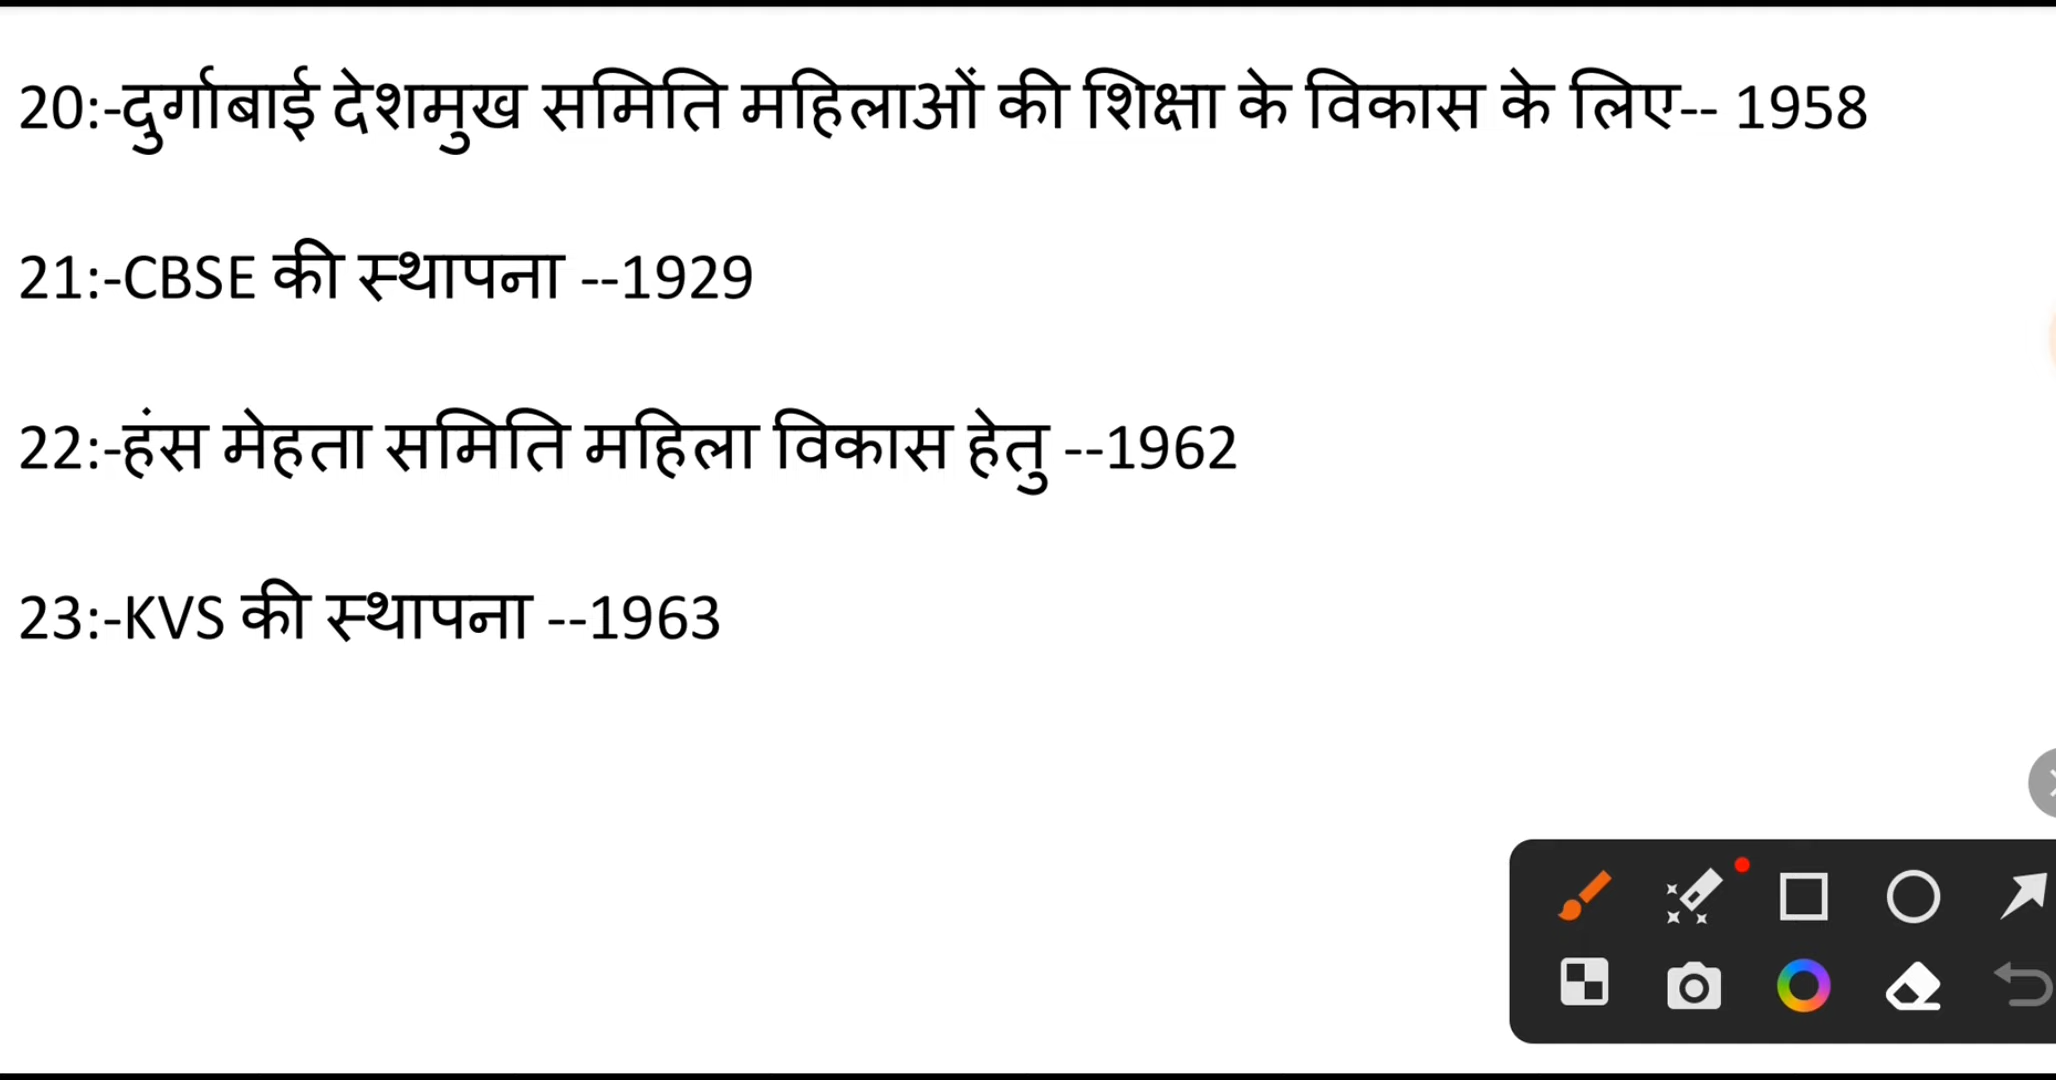 20:-दुर्गाबाई देशमुख समिति महिलाओं की शिक्षा के विकास के लिए-- 1958
21:-CBSE की स्थापना --1929
22:-हंस मेहता समिति महिला विकास हेतु --1962
23:-KVS की स्थापना --1963